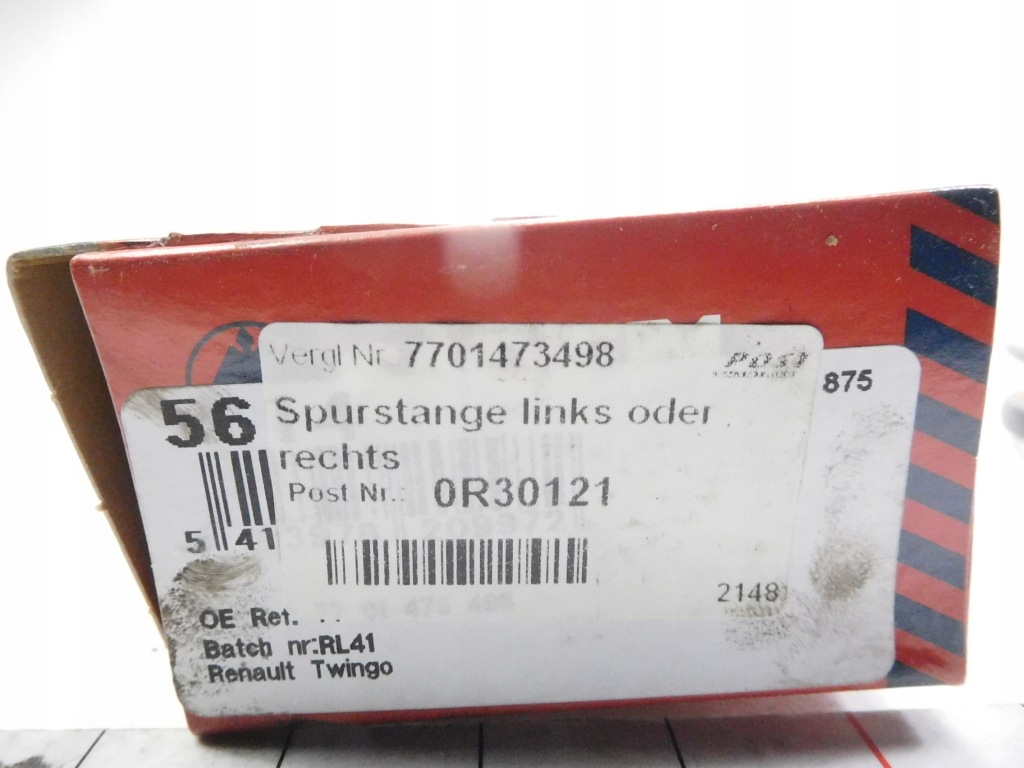 Vergl Nr. 7701473498
875
56
Spurstange links oder
rechts
Post Nr.: 0R30121
5 41
2148
OE Ref.
Batch nr:RL41
Renault Twingo